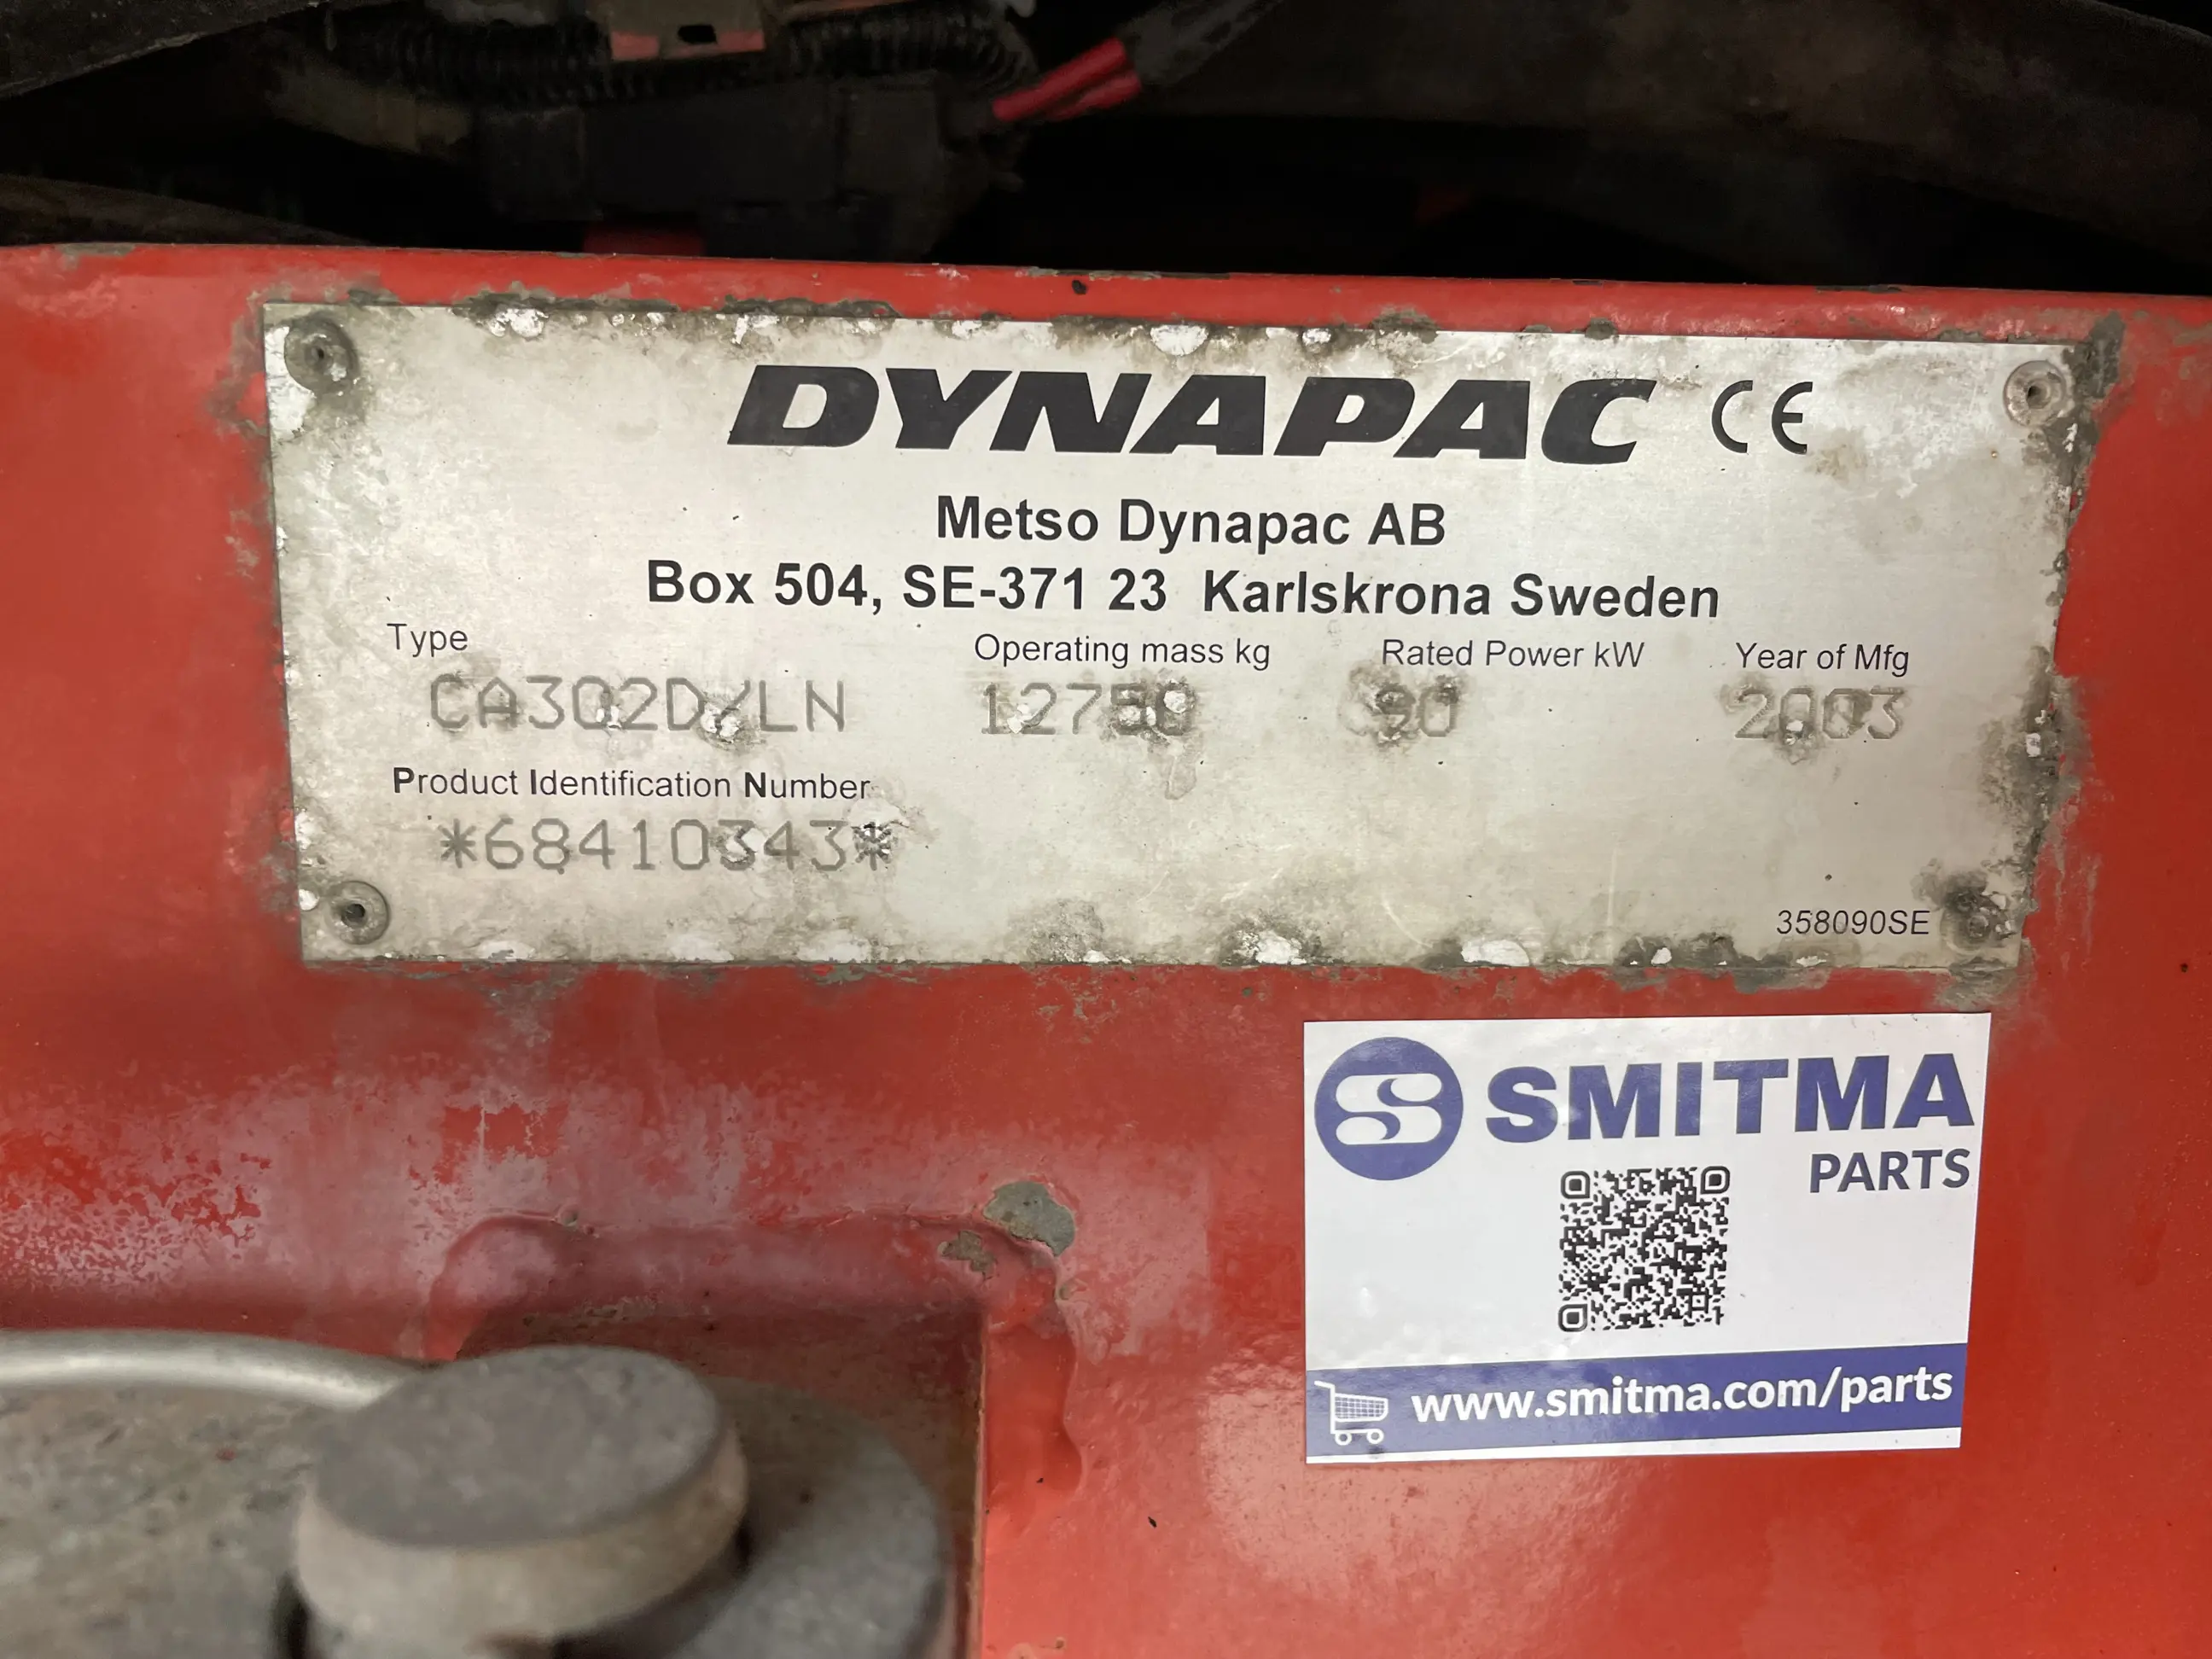 DYNAPAC CE
Metso Dynapac AB
Box 504, SE-371 23 Karlskrona Sweden
Type Operating mass kg Rated Power kW Year of Mfg
CA302D/LN 12750 90 2003
Product Identification Number
*68410343*
358090SE
SMITMA
PARTS
www.smitma.com/parts